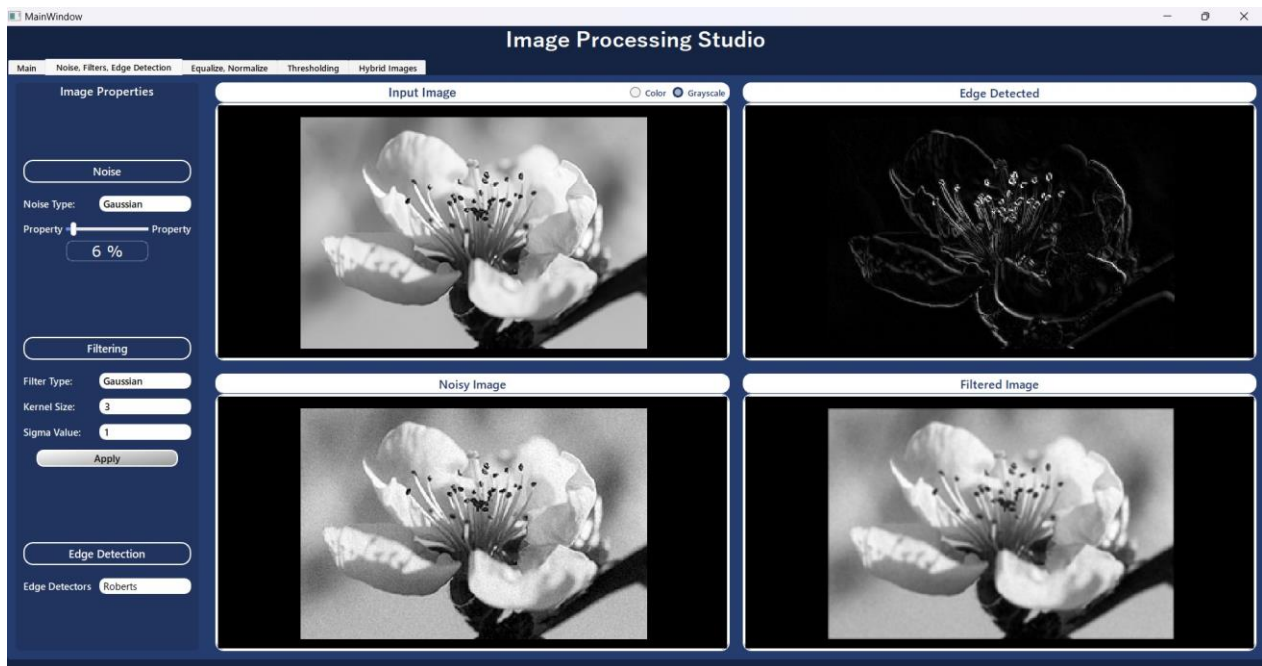 MainWindow
Image Processing Studio
Main Noise, Filters, Edge Detection Equalize, Normalize Thresholding Hybrid Images
Image Properties
Noise
Noise Type: Gaussian
Property Property
6 %
Filtering
Filter Type: Gaussian
Kernel Size: 3
Sigma Value: 1
Apply
Edge Detection
Edge Detectors Roberts
Input Image Color Grayscale
Edge Detected
Noisy Image
Filtered Image